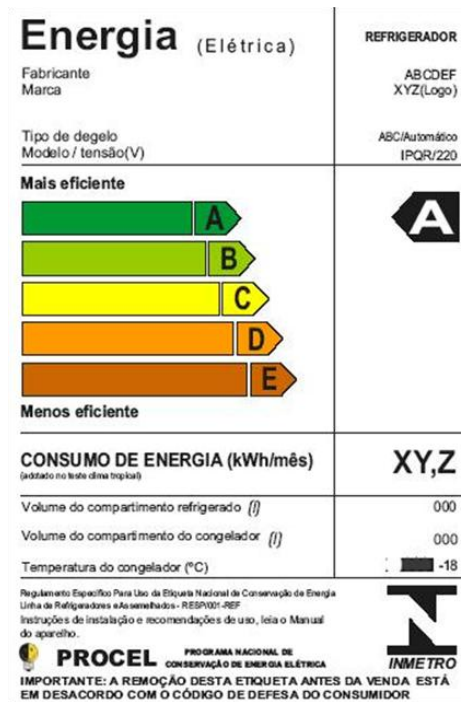 Energia (Elétrica) REFRIGERADOR
Fabricante ABCDEF
Marca XYZ(Logo)
Tipo de degelo ABC/Automático
Modelo / tensão(V) IPQR/220
Mais eficiente
A A
B
C
D
E
Menos eficiente
CONSUMO DE ENERGIA (kWh/mês) XY,Z
(adotado no teste clima tropical)
Volume do compartimento refrigerado (l) 000
Volume do compartimento do congelador (l) 000
Temperatura do congelador (ºC) -18
Regulamento Específico Para Uso da Etiqueta Nacional de Conservação de Energia
Linha de Refrigeradores e Assemelhados - RESP/001-REF
Instruções de instalação e recomendações de uso, leia o Manual
do aparelho.
PROCEL PROGRAMA NACIONAL DE
CONSERVAÇÃO DE ENERGIA ELÉTRICA
INMETRO
IMPORTANTE: A REMOÇÃO DESTA ETIQUETA ANTES DA VENDA ESTÁ
EM DESACORDO COM O CÓDIGO DE DEFESA DO CONSUMIDOR